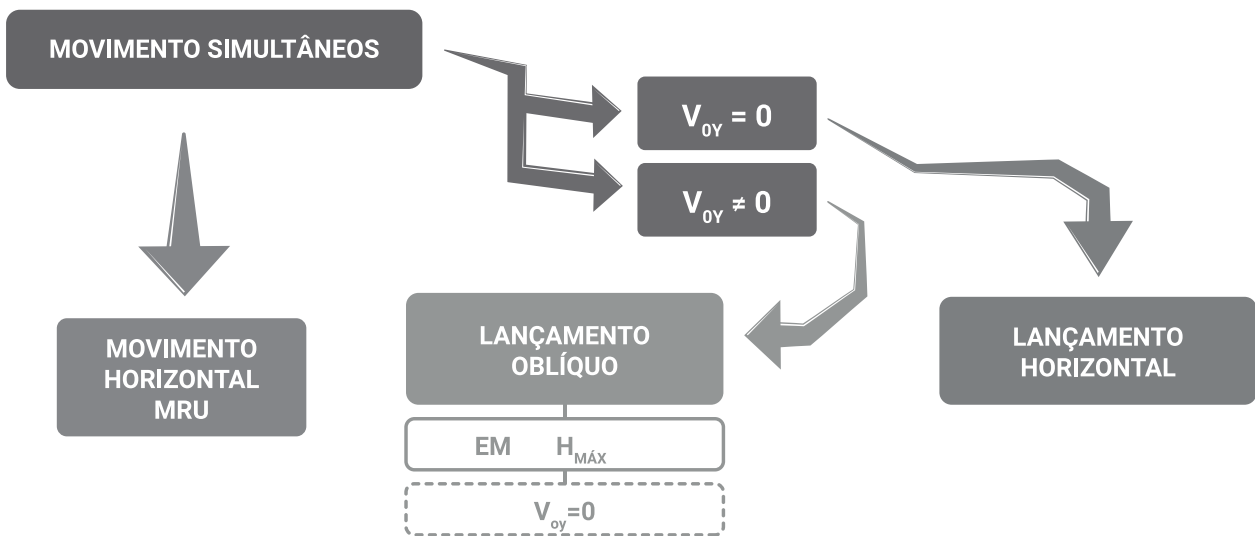 MOVIMENTO SIMULTÂNEOS
V0Y = 0
V0Y ≠ 0
MOVIMENTO
HORIZONTAL
MRU
LANÇAMENTO
OBLÍQUO
EM HMÁX
Voy=0
LANÇAMENTO
HORIZONTAL